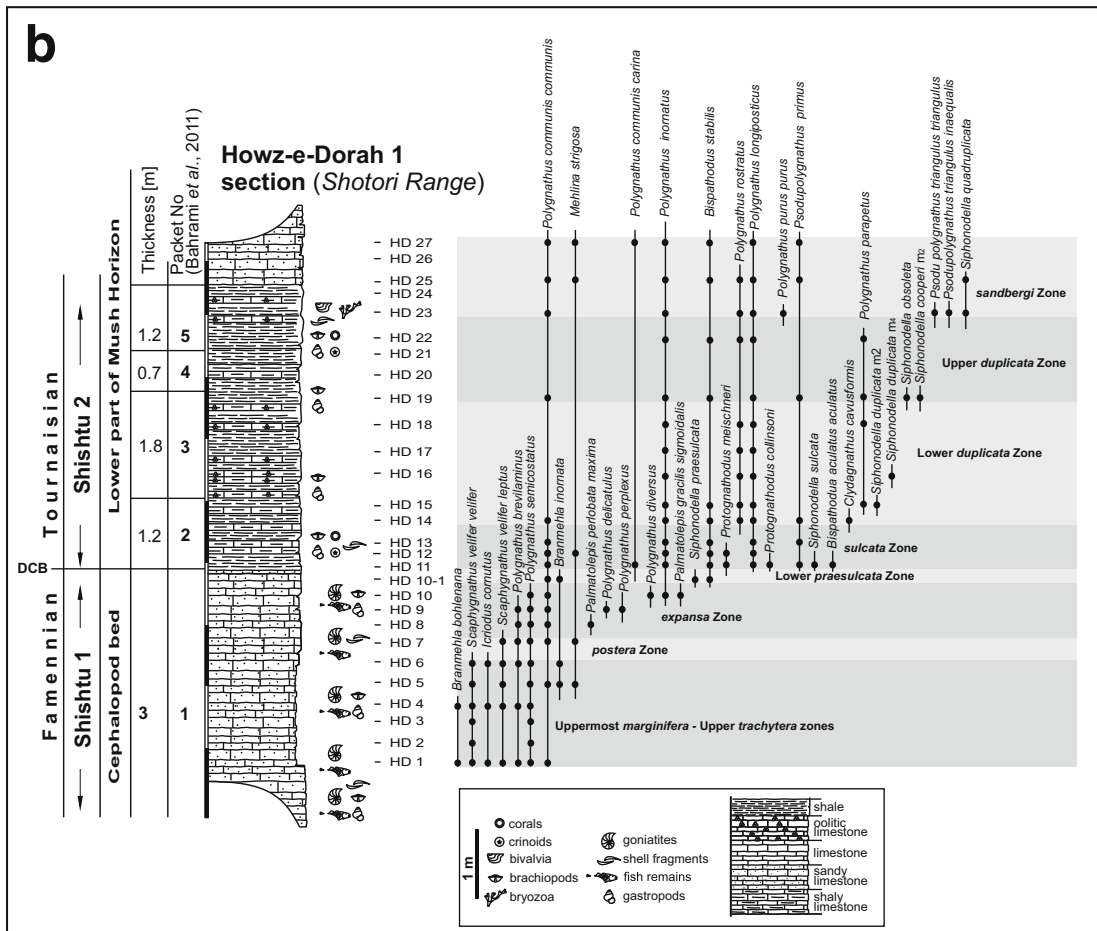 b
Howz-e-Dorah 1
section (Shotori Range)
Thickness [m]
Packet No
(Bahrami et al., 2011)
Tournaisian
Shishtu 2
Lower part of Mush Horizon
DCB
Famennian
Shishtu 1
Cephalopod bed
1.2
5
0.7
4
1.8
3
1.2
2
3
1
HD 27
HD 26
HD 25
HD 24
HD 23
HD 22
HD 21
HD 20
HD 19
HD 18
HD 17
HD 16
HD 15
HD 14
HD 13
HD 12
HD 11
HD 10-1
HD 10
HD 9
HD 8
HD 7
HD 6
HD 5
HD 4
HD 3
HD 2
HD 1
Branmehla bohlenana
Scaphygnathus velifer velifer
Icriodus cornutus
Scaphygnathus velifer leptus
Polygnathus brevilaminus
Polygnathus semicostatus
Polygnathus communis communis
Branmehla inornata
Mehlina strigosa
Palmatolepis perlobata maxima
Polygnathus delicatulus
Polygnathus perplexus
Polygnathus communis carina
Polygnathus diversus
Polygnathus inornatus
Palmatolepis gracilis sigmoidalis
Siphonodella praesulcata
Bispathodus stabilis
Protognathodus meischneri
Polygnathus rostratus
Polygnathus longiposticus
Protognathodus collinsoni
Polygnathus purus purus
Psodupolygnathus primus
Siphonodella sulcata
Bispathodua aculatus aculatus
Clydagnathus cavusformis
Polygnathus parapetus
Siphonodella duplicata m2
Siphonodella duplicata m4
Siphonodella obsoleta
Siphonodella cooperi m2
Psodu polygnathus triangulus triangulus
Psodupolygnathus triangulus inaequalis
Siphonodella quadruplicata
sandbergi Zone
Upper duplicata Zone
Lower duplicata Zone
sulcata Zone
Lower praesulcata Zone
expansa Zone
postera Zone
Uppermost marginifera - Upper trachytera zones
1 m
corals
crinoids
bivalvia
brachiopods
bryozoa
goniatites
shell fragments
fish remains
gastropods
shale
oolitic
limestone
limestone
sandy
limestone
shaly
limestone